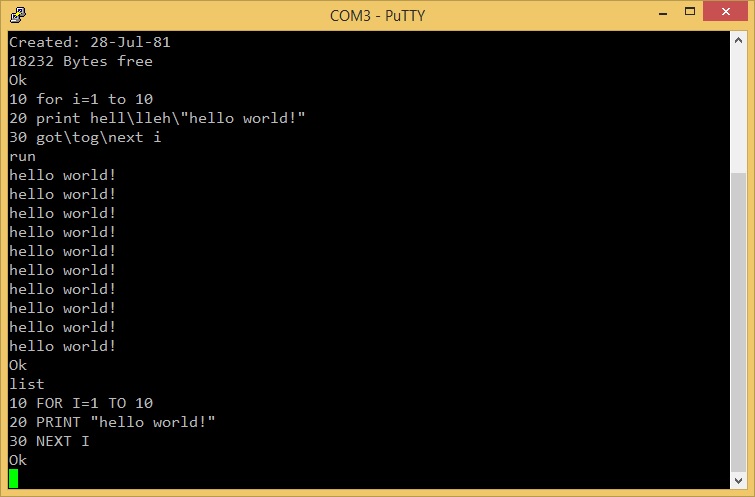 COM3 - PuTTY
Created: 28-Jul-81
18232 Bytes free
Ok
10 for i=1 to 10
20 print hell\lleh\"hello world!"
30 got\tog\next i
run
hello world!
hello world!
hello world!
hello world!
hello world!
hello world!
hello world!
hello world!
hello world!
hello world!
Ok
list
10 FOR I=1 TO 10
20 PRINT "hello world!"
30 NEXT I
Ok